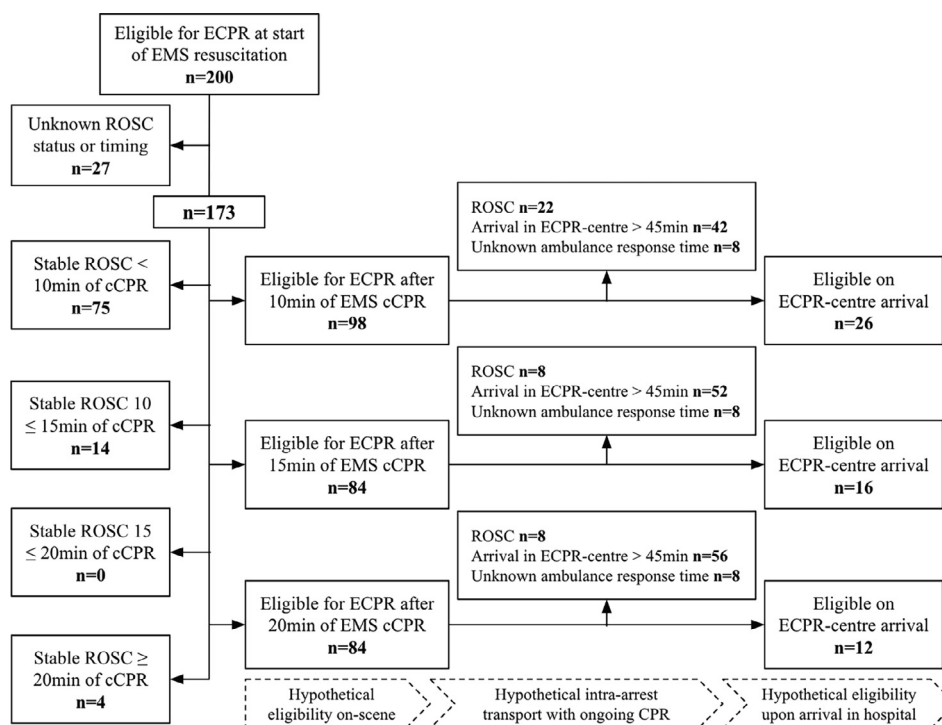 Eligible for ECPR at start
of EMS resuscitation
n=200
Unknown ROSC
status or timing
n=27
n=173
Stable ROSC <
10min of cCPR
n=75
Eligible for ECPR after
10min of EMS cCPR
n=98
ROSC n=22
Arrival in ECPR-centre > 45min n=42
Unknown ambulance response time n=8
Eligible on
ECPR-centre arrival
n=26
Stable ROSC 10
≤ 15min of cCPR
n=14
Eligible for ECPR after
15min of EMS cCPR
n=84
ROSC n=8
Arrival in ECPR-centre > 45min n=52
Unknown ambulance response time n=8
Eligible on
ECPR-centre arrival
n=16
Stable ROSC 15
≤ 20min of cCPR
n=0
Eligible for ECPR after
20min of EMS cCPR
n=84
ROSC n=8
Arrival in ECPR-centre > 45min n=56
Unknown ambulance response time n=8
Eligible on
ECPR-centre arrival
n=12
Stable ROSC ≥
20min of cCPR
n=4
Hypothetical
eligibility on-scene
Hypothetical intra-arrest
transport with ongoing CPR
Hypothetical eligibility
upon arrival in hospital